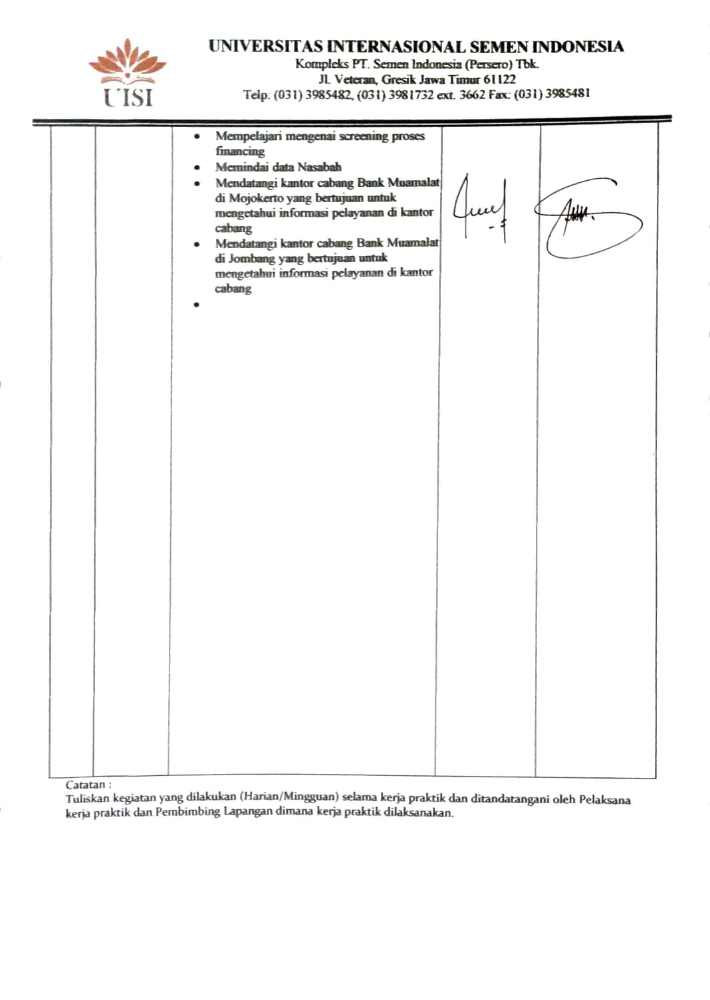 UNIVERSITAS INTERNASIONAL SEMEN INDONESIA
Kompleks PT. Semen Indonesia (Persero) Tbk.
Jl. Veteran, Gresik Jawa Timur 61122
Telp: (031) 3985482, (031) 3981732 ext. 3662 Fax: (031) 3985481
UISI
• Mempelajari mengenai screening proses
financing
• Memindai data Nasabah
• Mendatangi kantor cabang Bank Muamalat
di Mojokerto yang bertujuan untuk
mengetahui informasi pelayanan di kantor
cabang
• Mendatangi kantor cabang Bank Muamalat
di Jombang yang bertujuan untuk
mengetahui informasi pelayanan di kantor
cabang
•
Catatan :
Tuliskan kegiatan yang dilakukan (Harian/Mingguan) selama kerja praktik dan ditandatangani oleh Pelaksana
kerja praktik dan Pembimbing Lapangan dimana kerja praktik dilaksanakan.